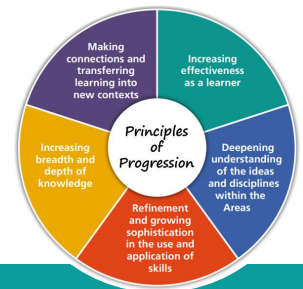 Making
connections and
transferring
learning into
new contexts
Increasing
effectiveness
as a learner
Principles
of
Progression
Increasing
breadth and
depth of
knowledge
Deepening
understanding
of the ideas
and disciplines
within the
Areas
Refinement
and growing
sophistication
in the use and
application of
skills